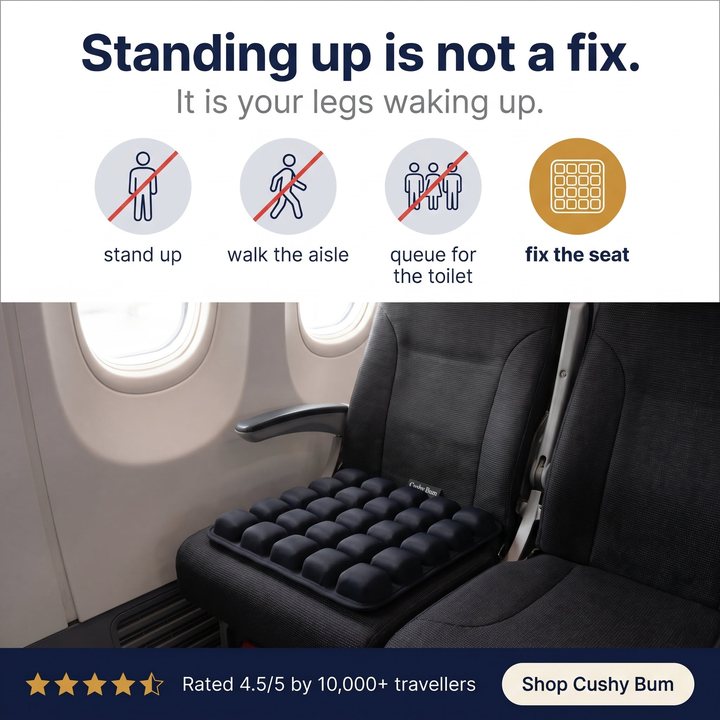 Standing up is not a fix.
It is your legs waking up.
stand up
walk the aisle
queue for
the toilet
fix the seat
Cushy Bum
Rated 4.5/5 by 10,000+ travellers
Shop Cushy Bum